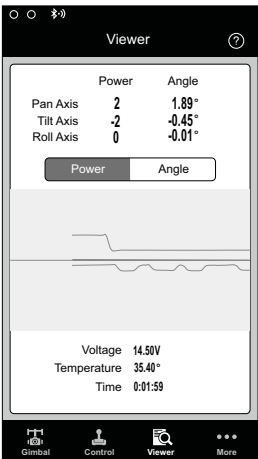 Viewer
?
Power Angle
Pan Axis 2 1.89°
Tilt Axis -2 -0.45°
Roll Axis 0 -0.01°
Power Angle
Voltage 14.50V
Temperature 35.40°
Time 0:01:59
Gimbal Control Viewer More